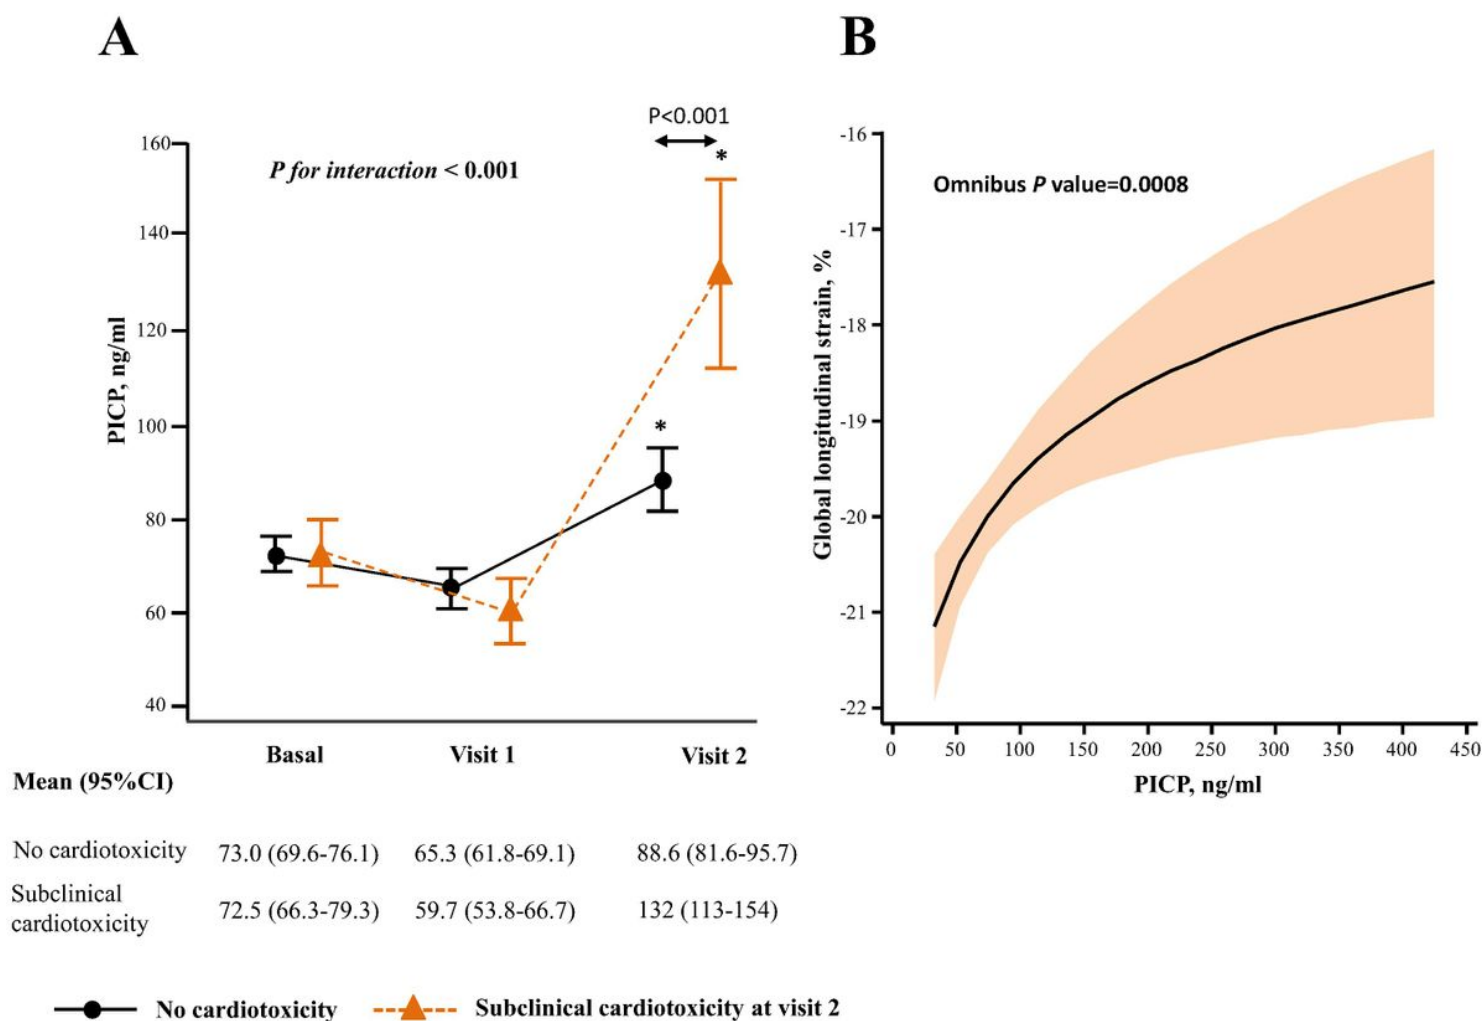 A
P<0.001
*
P for interaction < 0.001
160
140
120
100
80
60
40
PICP, ng/ml
*
Basal Visit 1 Visit 2
Mean (95%CI)
No cardiotoxicity 73.0 (69.6-76.1) 65.3 (61.8-69.1) 88.6 (81.6-95.7)
Subclinical
cardiotoxicity 72.5 (66.3-79.3) 59.7 (53.8-66.7) 132 (113-154)
No cardiotoxicity Subclinical cardiotoxicity at visit 2
B
Omnibus P value=0.0008
-16
-17
-18
-19
-20
-21
-22
Global longitudinal strain, %
0 50 100 150 200 250 300 350 400 450
PICP, ng/ml